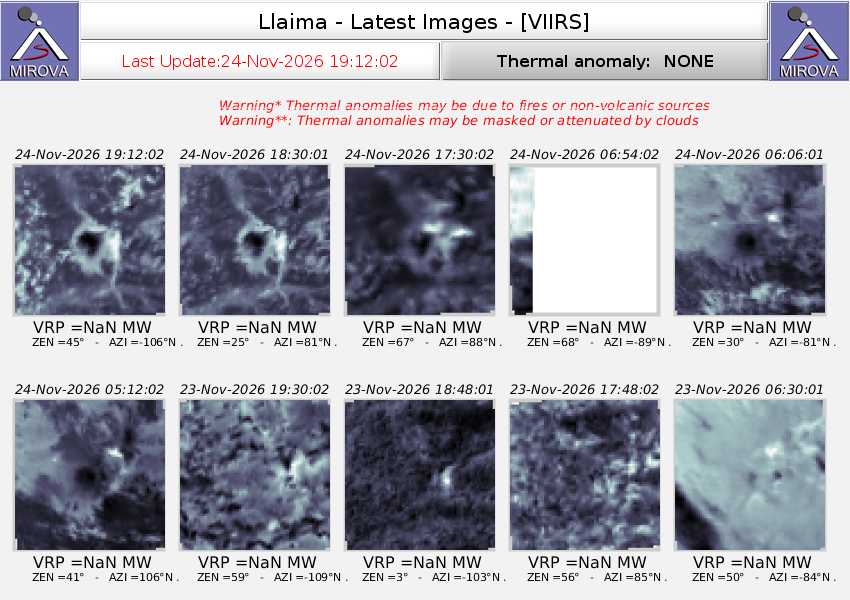 Llaima - Latest Images - [VIIRS]
MIROVA
Last Update:24-Nov-2026 19:12:02
Thermal anomaly: NONE
MIROVA
Warning* Thermal anomalies may be due to fires or non-volcanic sources
Warning**: Thermal anomalies may be masked or attenuated by clouds
24-Nov-2026 19:12:02 24-Nov-2026 18:30:01 24-Nov-2026 17:30:02 24-Nov-2026 06:54:02 24-Nov-2026 06:06:01
VRP =NaN MW VRP =NaN MW VRP =NaN MW VRP =NaN MW VRP =NaN MW
ZEN =45° - AZI =-106°N . ZEN =25° - AZI =81°N . ZEN =67° - AZI =88°N . ZEN =68° - AZI =-89°N . ZEN =30° - AZI =-81°N .
24-Nov-2026 05:12:02 23-Nov-2026 19:30:02 23-Nov-2026 18:48:01 23-Nov-2026 17:48:02 23-Nov-2026 06:30:01
VRP =NaN MW VRP =NaN MW VRP =NaN MW VRP =NaN MW VRP =NaN MW
ZEN =41° - AZI =106°N . ZEN =59° - AZI =-109°N . ZEN =3° - AZI =-103°N . ZEN =56° - AZI =85°N . ZEN =50° - AZI =-84°N .